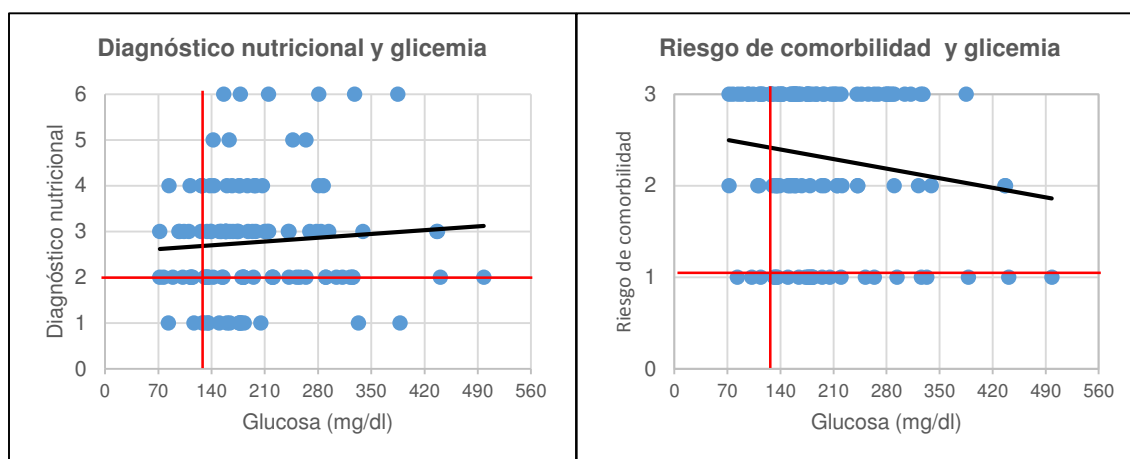 Diagnóstico nutricional y glicemia
Diagnóstico nutricional
6
5
4
3
2
1
0
0 70 140 210 280 350 420 490 560
Glucosa (mg/dl)
Riesgo de comorbilidad y glicemia
Riesgo de comorbilidad
3
2
1
0
0 70 140 210 280 350 420 490 560
Glucosa (mg/dl)